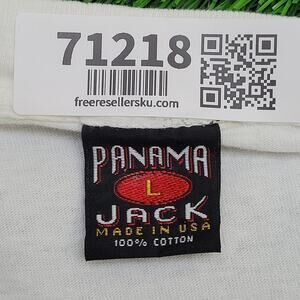 71218
freeresellersku.com
PANAMA
L
JACK
MADE IN USA
100% COTTON